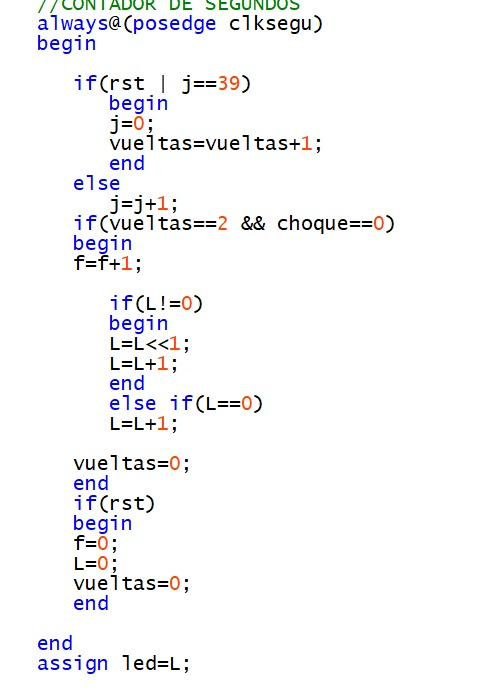 //CONTADOR DE SEGUNDOS
always@(posedge clksegu)
begin
if(rst | j==39)
begin
j=0;
vueltas=vueltas+1;
end
else
j=j+1;
if(vueltas==2 && choque==0)
begin
f=f+1;
if(L!=0)
begin
L=L<<1;
L=L+1;
end
else if(L==0)
L=L+1;
vueltas=0;
end
if(rst)
begin
f=0;
L=0;
vueltas=0;
end
end
assign led=L;